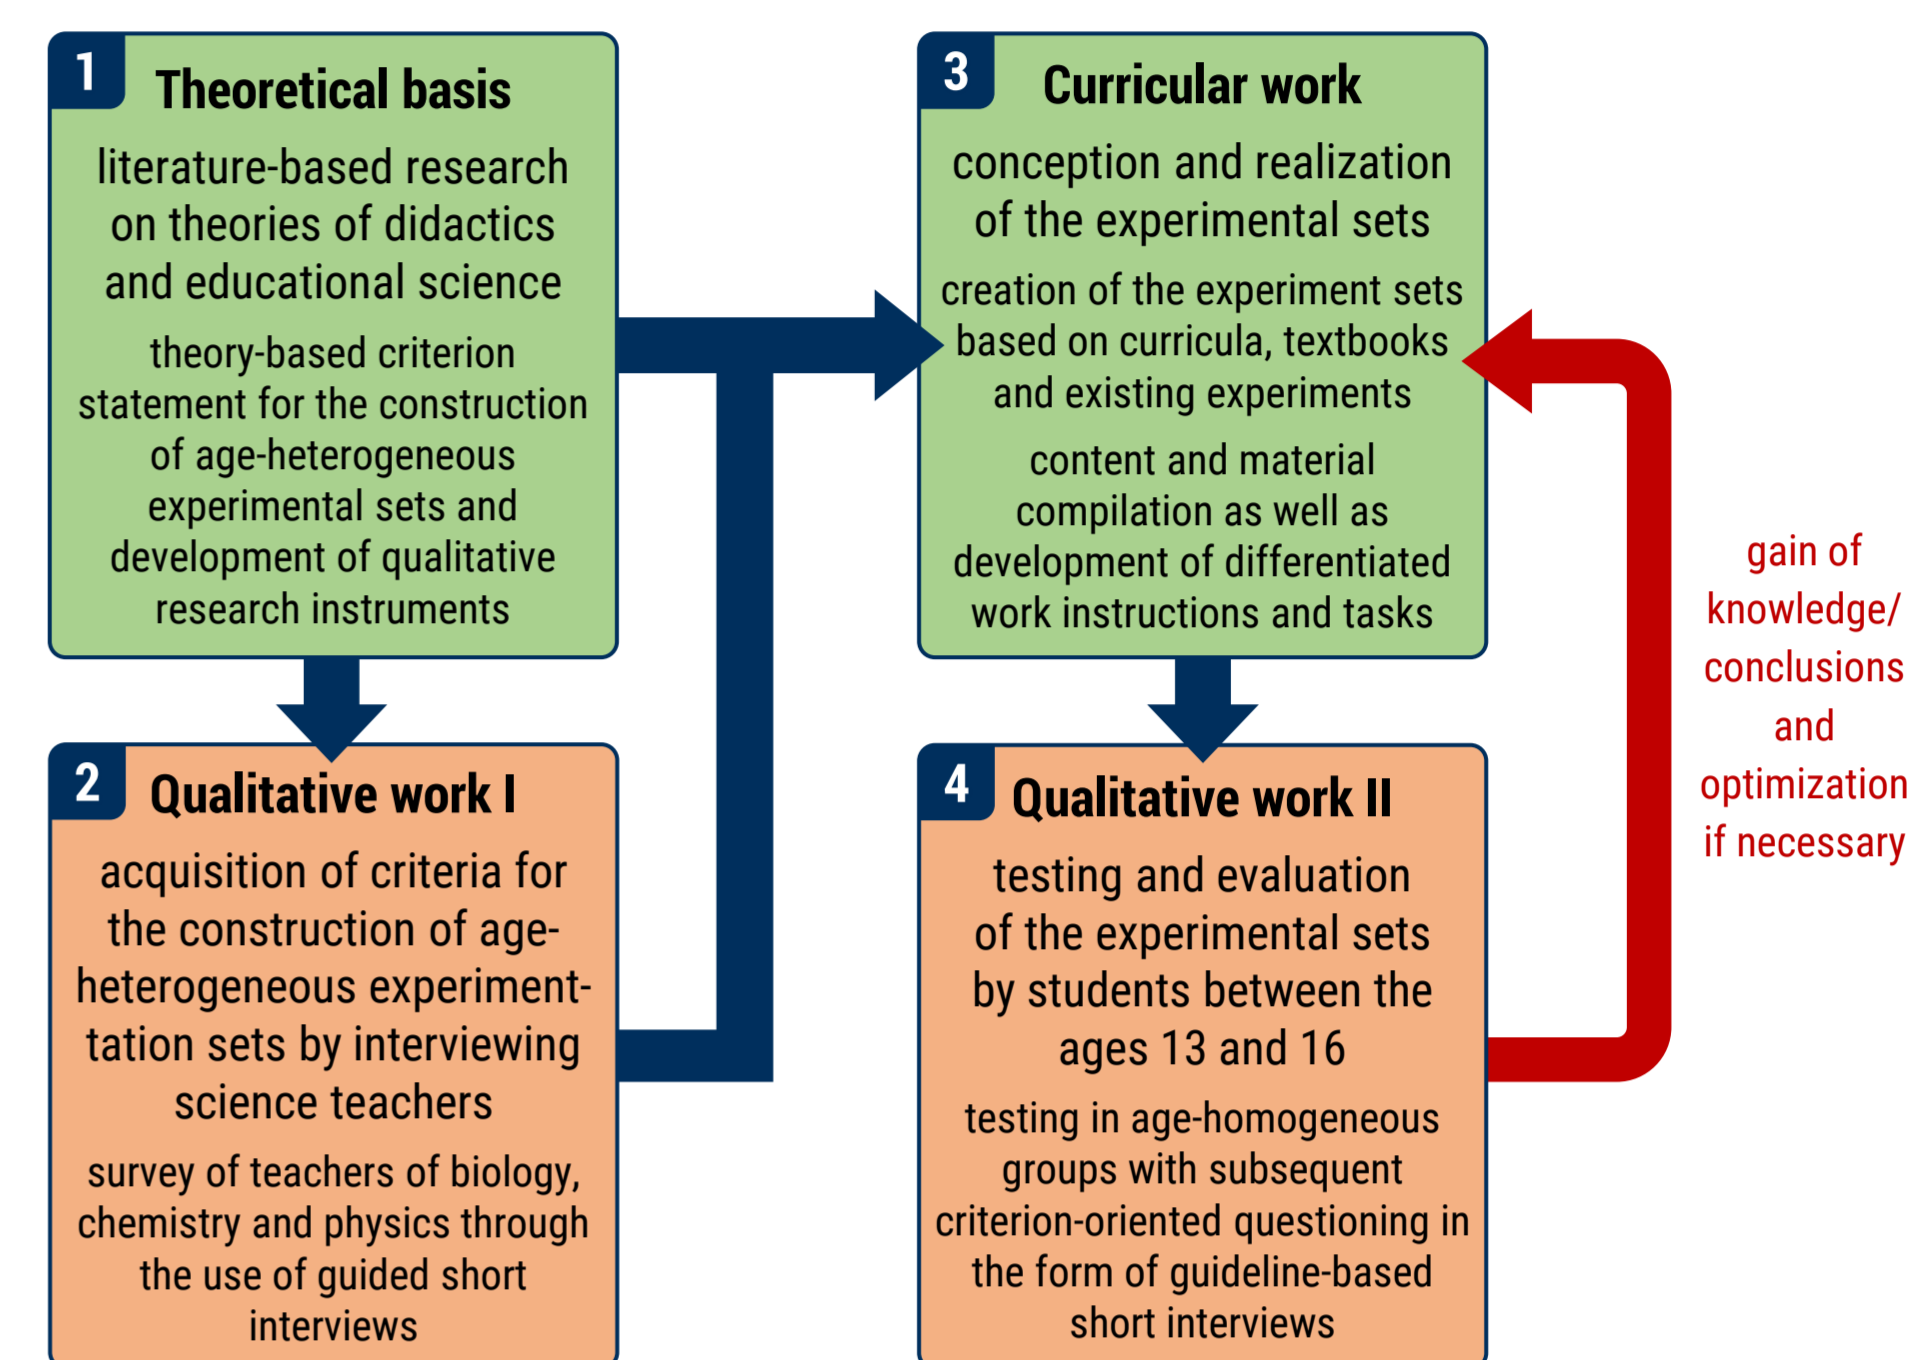 1
Theoretical basis
literature-based research
on theories of didactics
and educational science
theory-based criterion
statement for the construction
of age-heterogeneous
experimental sets and
development of qualitative
research instruments
2
Qualitative work I
acquisition of criteria for
the construction of age-
heterogeneous experiment-
tation sets by interviewing
science teachers
survey of teachers of biology,
chemistry and physics through
the use of guided short
interviews
3
Curricular work
conception and realization
of the experimental sets
creation of the experiment sets
based on curricula, textbooks
and existing experiments
content and material
compilation as well as
development of differentiated
work instructions and tasks
4
Qualitative work II
testing and evaluation
of the experimental sets
by students between the
ages 13 and 16
testing in age-homogeneous
groups with subsequent
criterion-oriented questioning in
the form of guideline-based
short interviews
gain of
knowledge/
conclusions
and
optimization
if necessary